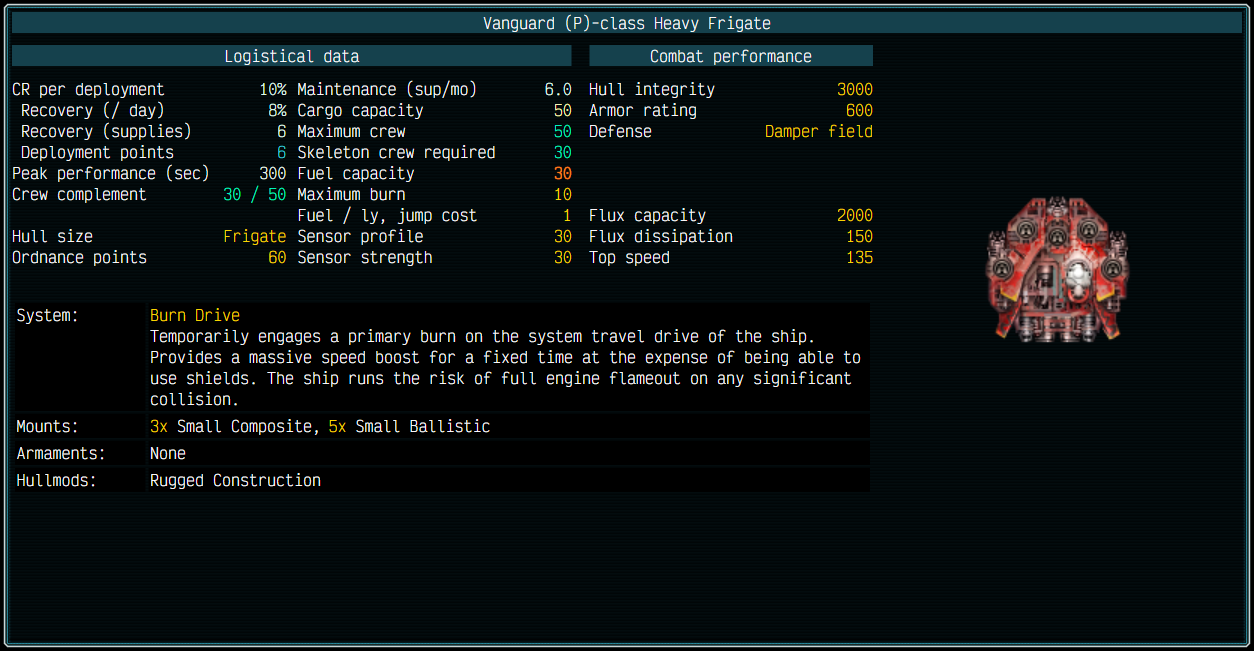 Vanguard (P)-class Heavy Frigate
Logistical data Combat performance
CR per deployment 10% Maintenance (sup/mo) 6.0 Hull integrity 3000
Recovery (/ day) 8% Cargo capacity 50 Armor rating 600
Recovery (supplies) 6 Maximum crew 50 Defense Damper field
Deployment points 6 Skeleton crew required 30
Peak performance (sec) 300 Fuel capacity 30
Crew complement 30 / 50 Maximum burn 10
Fuel / ly, jump cost 1 Flux capacity 2000
Hull size Frigate Sensor profile 30 Flux dissipation 150
Ordnance points 60 Sensor strength 30 Top speed 135
System: Burn Drive
Temporarily engages a primary burn on the system travel drive of the ship.
Provides a massive speed boost for a fixed time at the expense of being able to
use shields. The ship runs the risk of full engine flameout on any significant
collision.
Mounts: 3x Small Composite, 5x Small Ballistic
Armaments: None
Hullmods: Rugged Construction